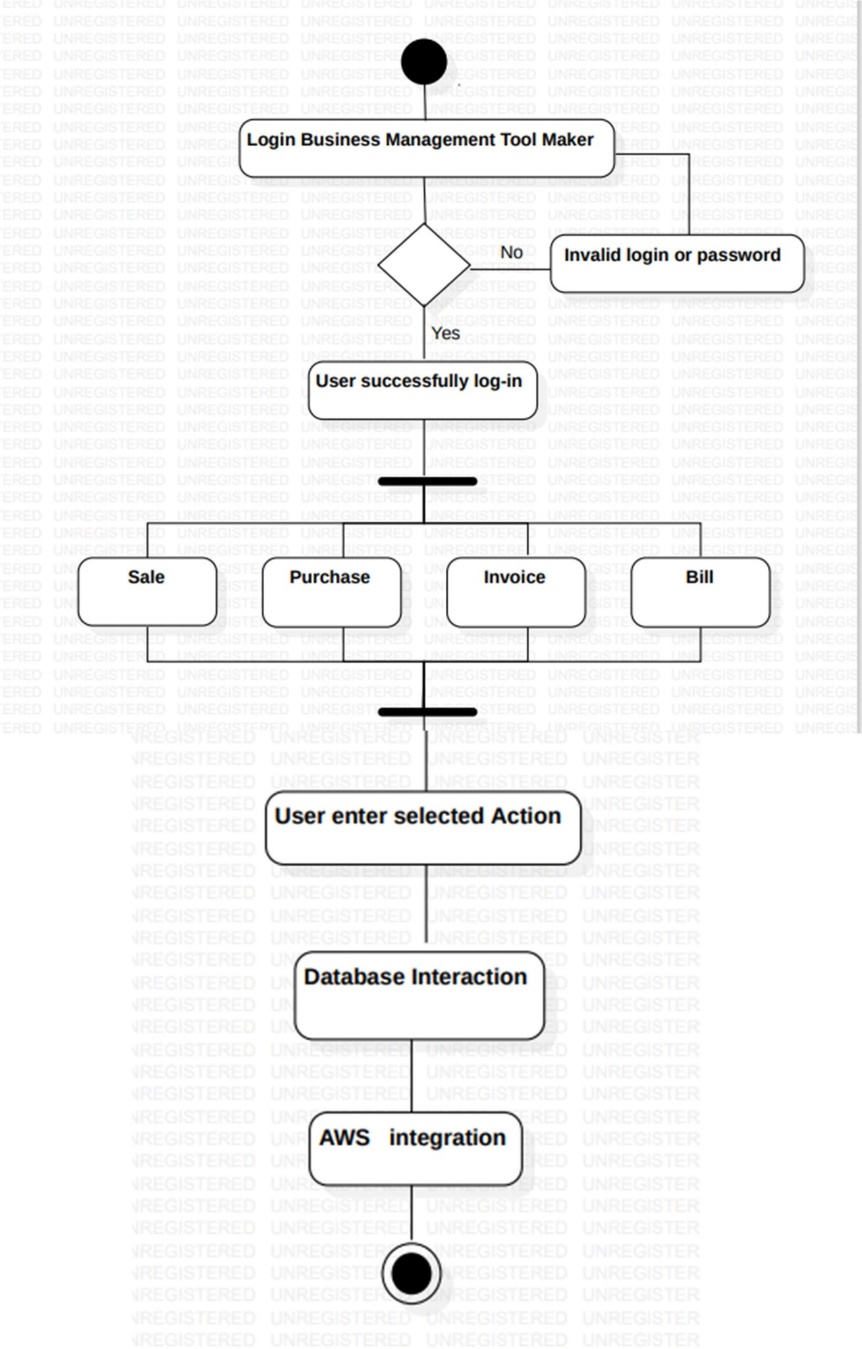 Login Business Management Tool Maker
No
Invalid login or password
Yes
User successfully log-in
Sale
Purchase
Invoice
Bill
User enter selected Action
Database Interaction
AWS integration
UNREGISTERED